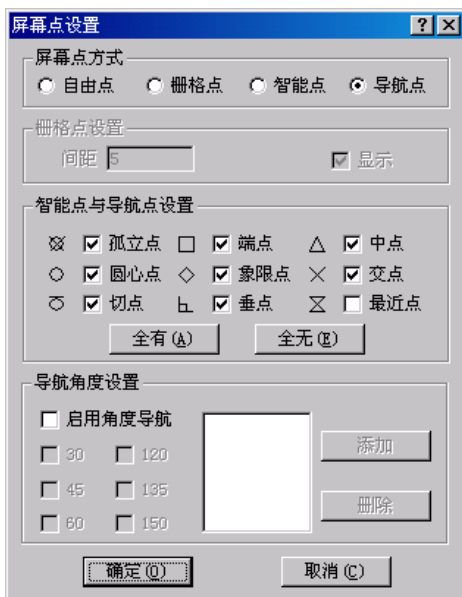 屏幕点设置
屏幕点方式
自由点 栅格点 智能点 导航点
栅格点设置
间距 5 显示
智能点与导航点设置
孤立点 端点 中点
圆心点 象限点 交点
切点 垂点 最近点
全有(A) 全无(E)
导航角度设置
启用角度导航
30 120 添加
45 135
60 150 删除
确定(O) 取消(C)